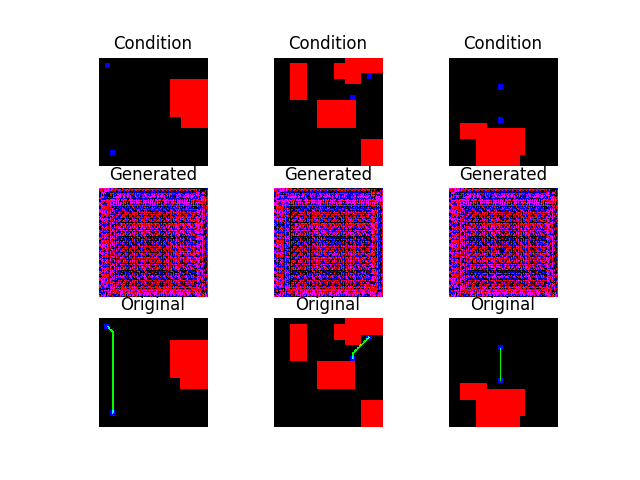 Condition Condition Condition
Generated Generated Generated
Original Original Original